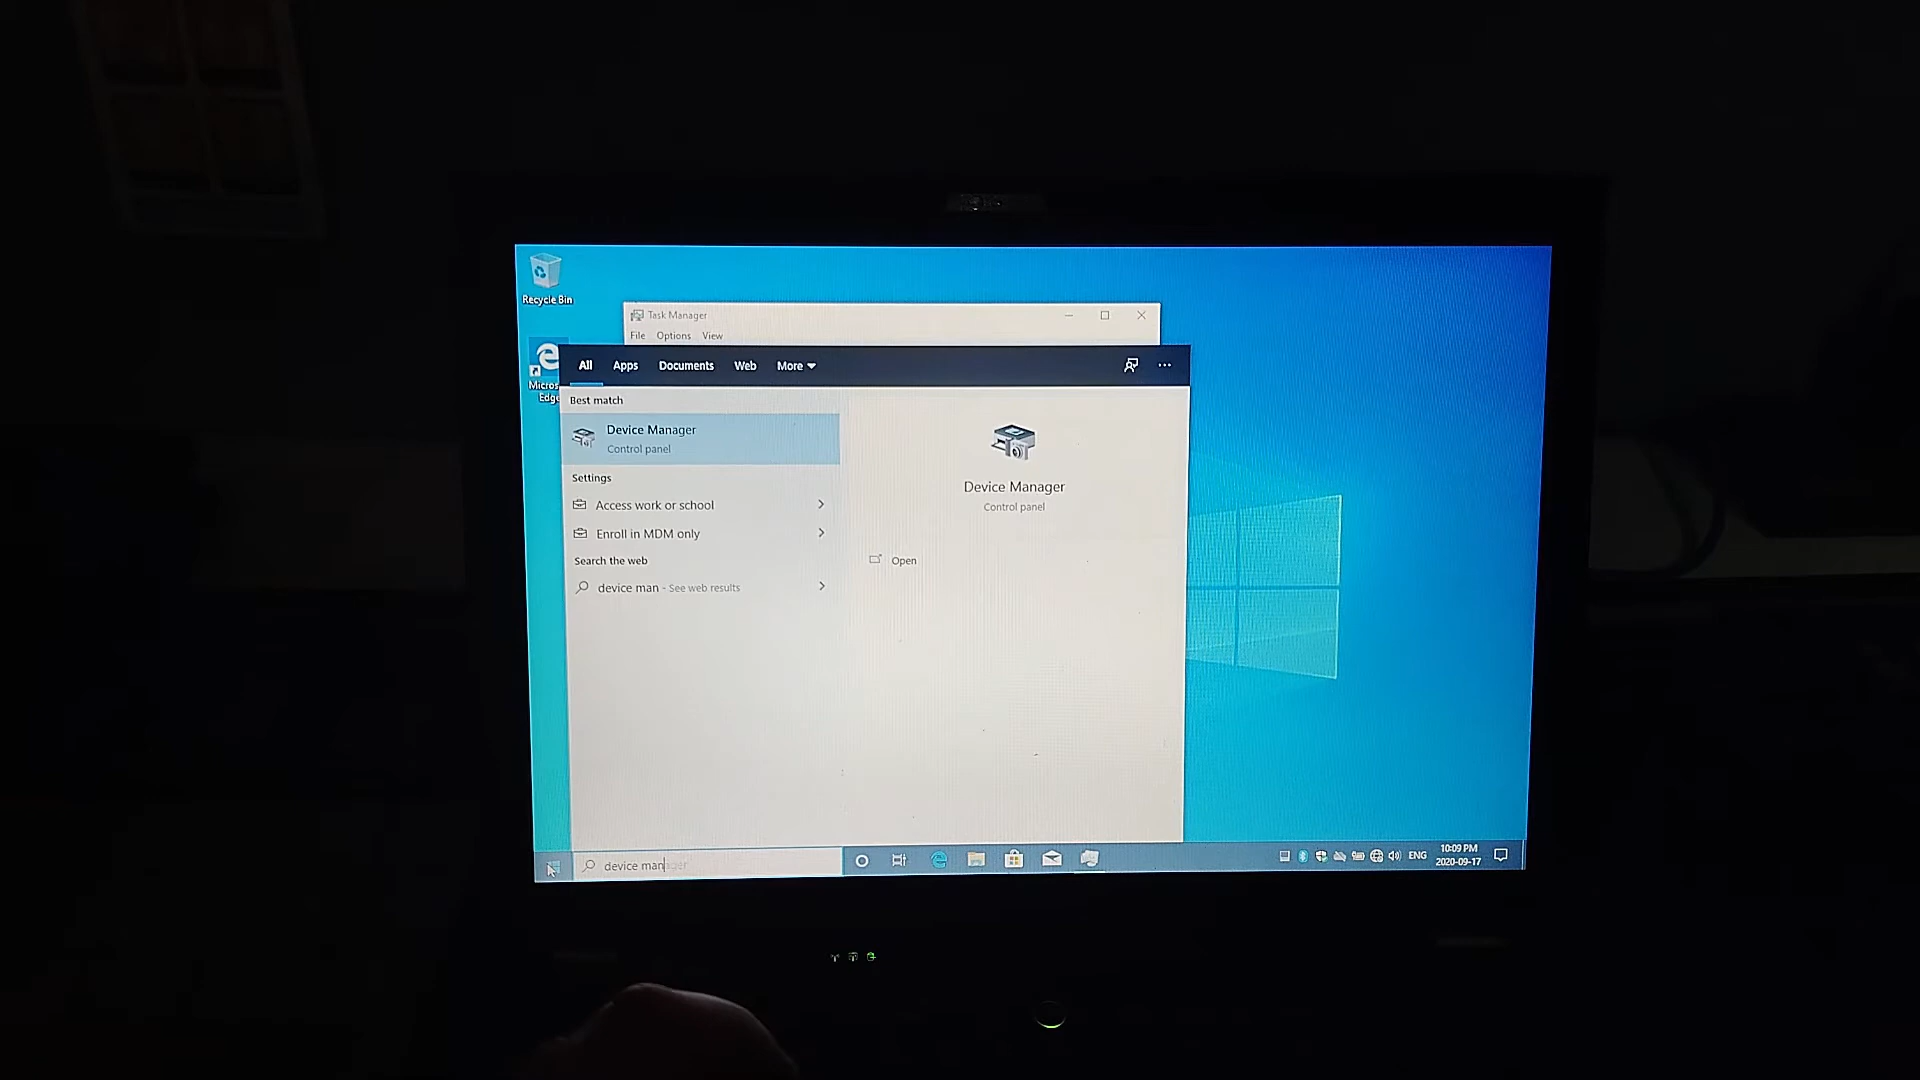 Recycle Bin
Task Manager
File Options View
Micros
Edge
All Apps Documents Web More
Best match
Device Manager
Control panel
Settings
Access work or school
Enroll in MDM only
Search the web
device man - See web results
Device Manager
Control panel
Open
device manager
ENG
10:09 PM
2020-09-17